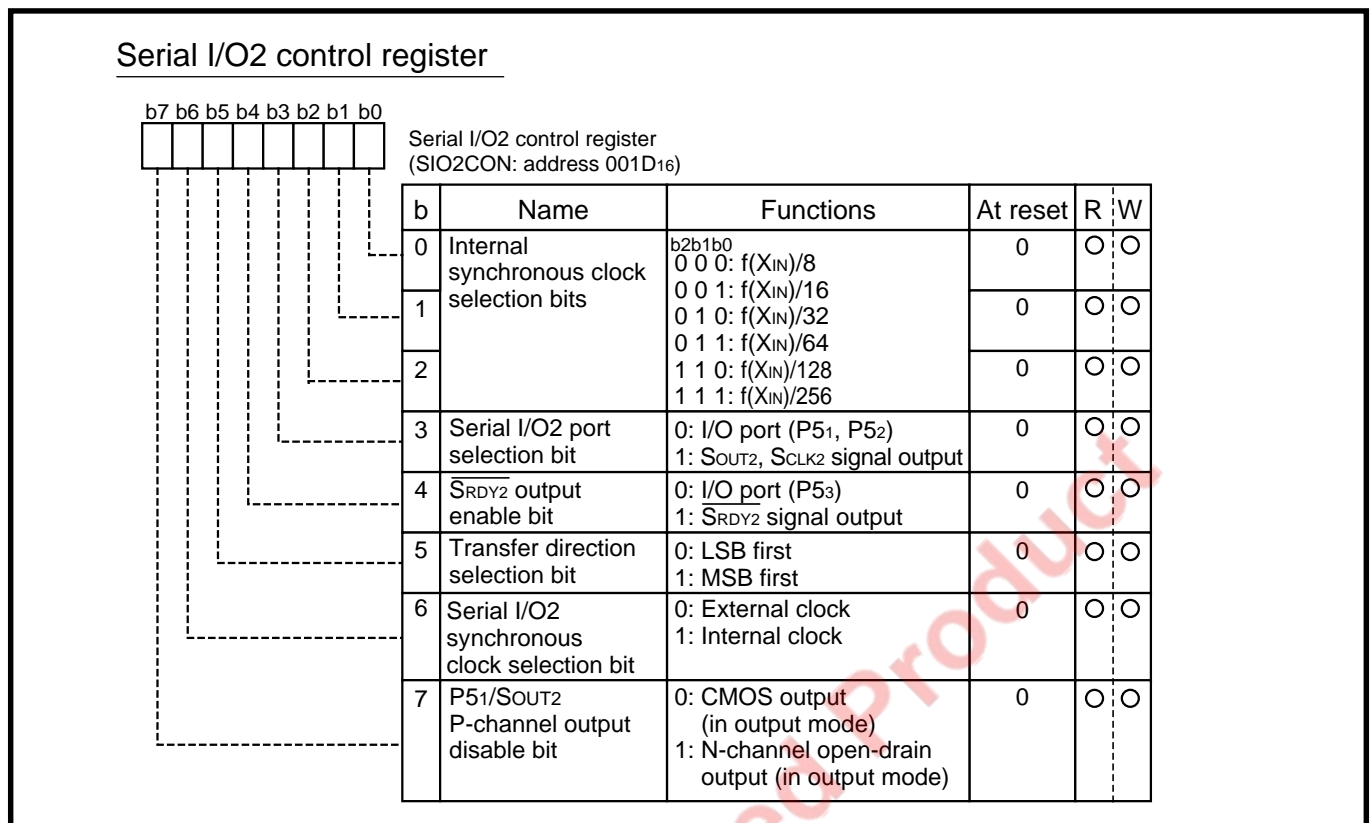 Serial I/O2 control register
b7 b6 b5 b4 b3 b2 b1 b0
Serial I/O2 control register
(SIO2CON: address 001D16)
b Name Functions At reset R W
0 Internal synchronous clock selection bits
b2b1b0
0 0 0: f(XIN)/8
0 0 1: f(XIN)/16
0 1 0: f(XIN)/32
0 1 1: f(XIN)/64
1 1 0: f(XIN)/128
1 1 1: f(XIN)/256
0 O O
1 0 O O
2 0 O O
3 Serial I/O2 port selection bit
0: I/O port (P51, P52)
1: SOUT2, SCLK2 signal output
0 O O
4 SRDY2 output enable bit
0: I/O port (P53)
1: SRDY2 signal output
0 O O
5 Transfer direction selection bit
0: LSB first
1: MSB first
0 O O
6 Serial I/O2 synchronous clock selection bit
0: External clock
1: Internal clock
0 O O
7 P51/SOUT2 P-channel output disable bit
0: CMOS output
(in output mode)
1: N-channel open-drain
output (in output mode)
0 O O
ed Product